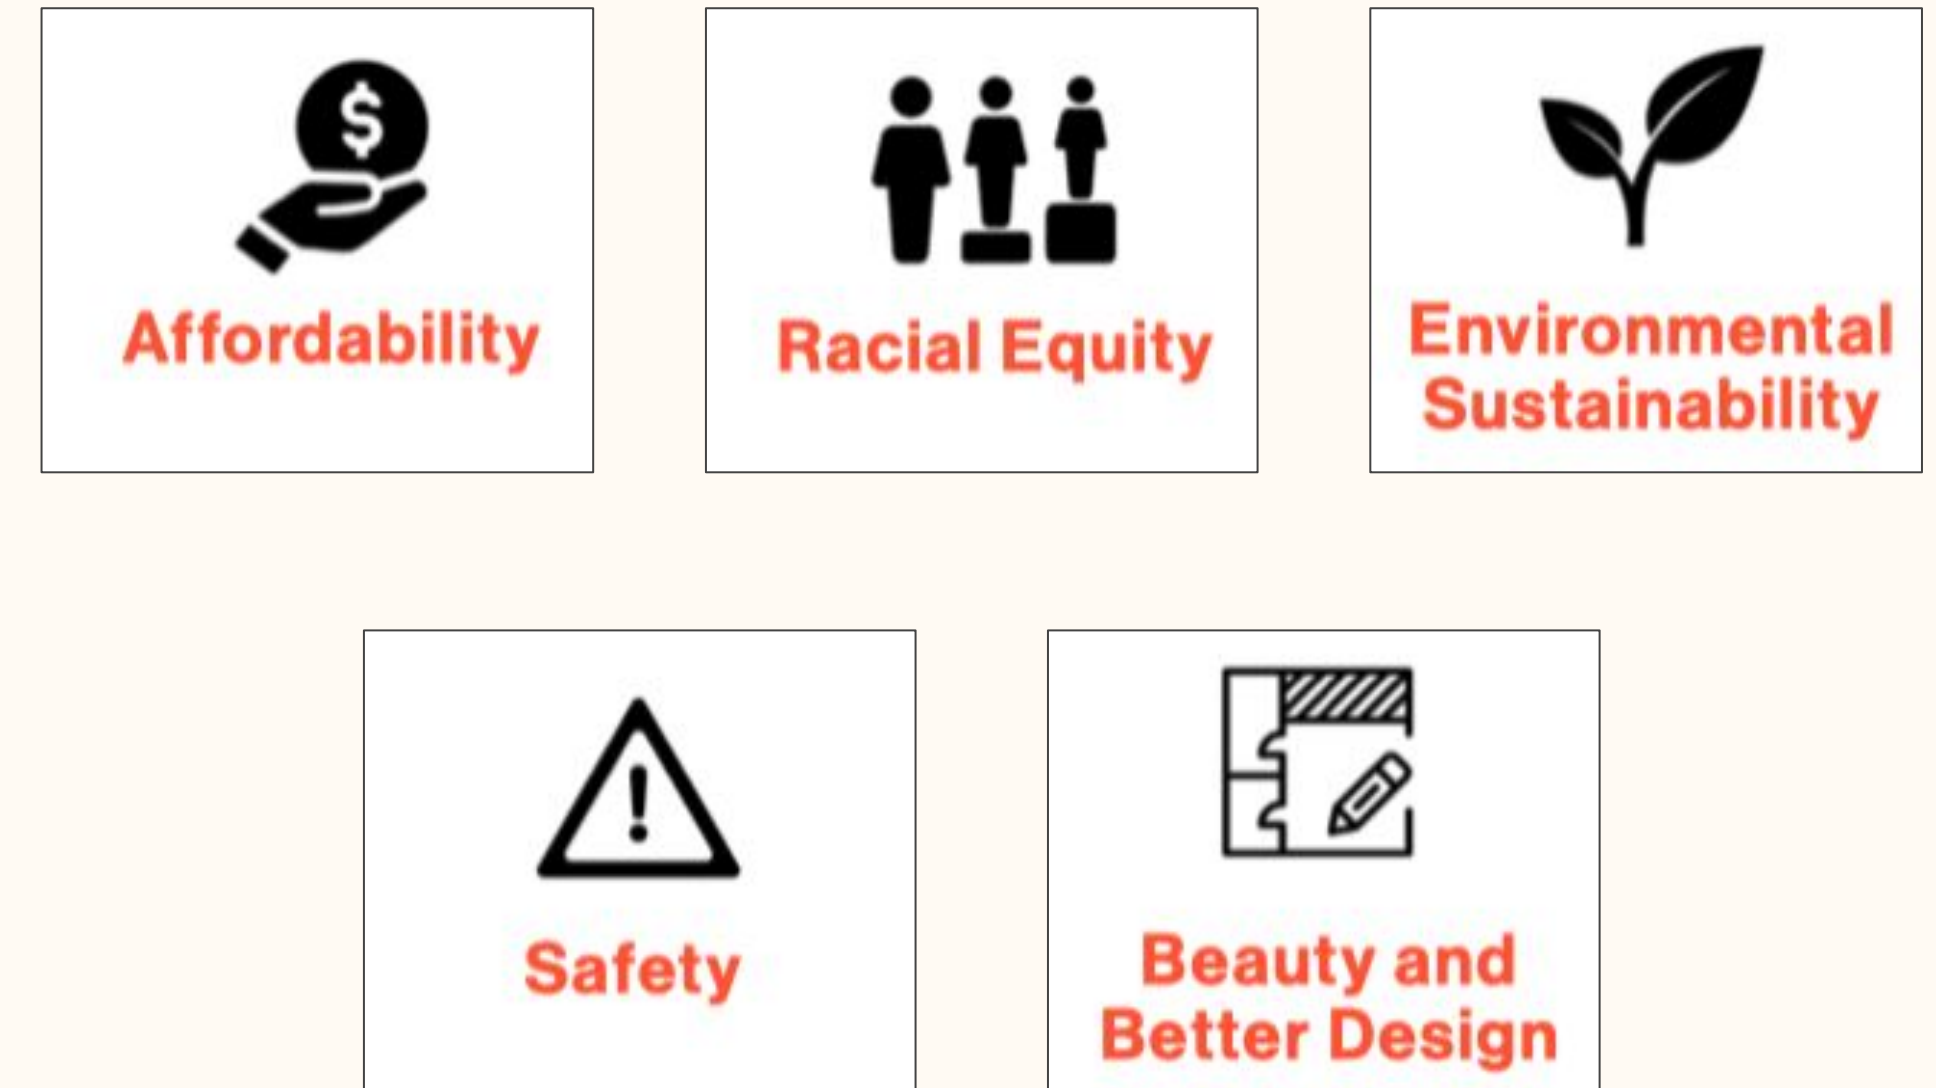 $
Affordability
Racial Equity
Environmental
Sustainability
!
Safety
Beauty and
Better Design